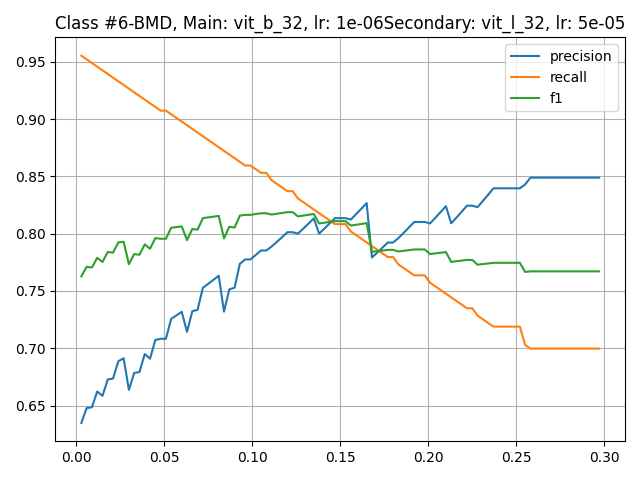 Class #6-BMD, Main: vit_b_32, lr: 1e-06Secondary: vit_l_32, lr: 5e-05
precision
recall
f1
0.95
0.90
0.85
0.80
0.75
0.70
0.65
0.00 0.05 0.10 0.15 0.20 0.25 0.30